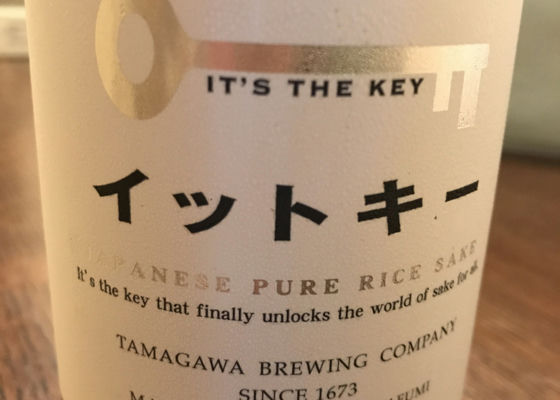 IT'S THE KEY
イットキー
JAPANESE PURE RICE SAKE
It's the key that finally unlocks the world of sake for all.
TAMAGAWA BREWING COMPANY
SINCE 1673